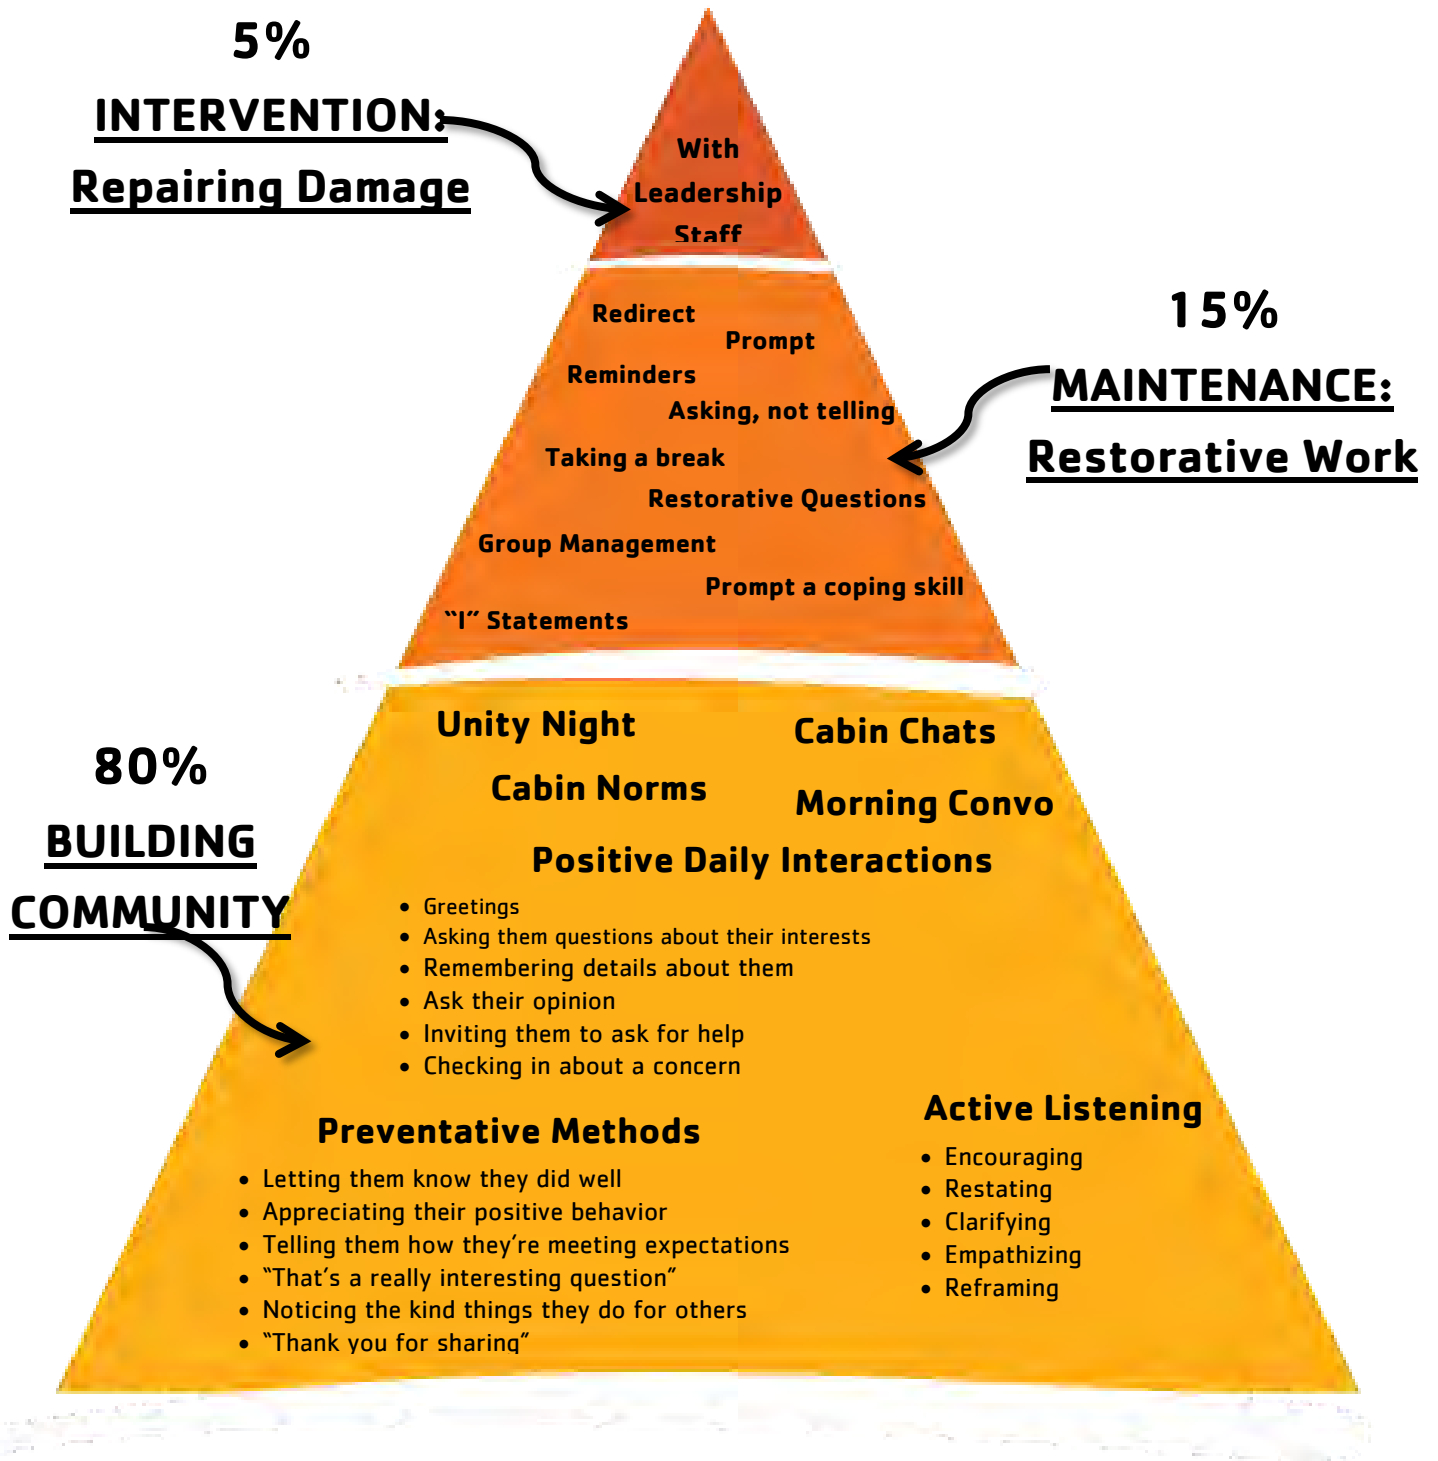 5%
INTERVENTION:
Repairing Damage
With
Leadership
Staff
15%
MAINTENANCE:
Restorative Work
Redirect
Prompt
Reminders
Asking, not telling
Taking a break
Restorative Questions
Group Management
Prompt a coping skill
“I” Statements
80%
BUILDING
COMMUNITY
Unity Night
Cabin Chats
Cabin Norms
Morning Convo
Positive Daily Interactions
• Greetings
• Asking them questions about their interests
• Remembering details about them
• Ask their opinion
• Inviting them to ask for help
• Checking in about a concern
Preventative Methods
• Letting them know they did well
• Appreciating their positive behavior
• Telling them how they’re meeting expectations
• “That’s a really interesting question”
• Noticing the kind things they do for others
• “Thank you for sharing”
Active Listening
• Encouraging
• Restating
• Clarifying
• Empathizing
• Reframing